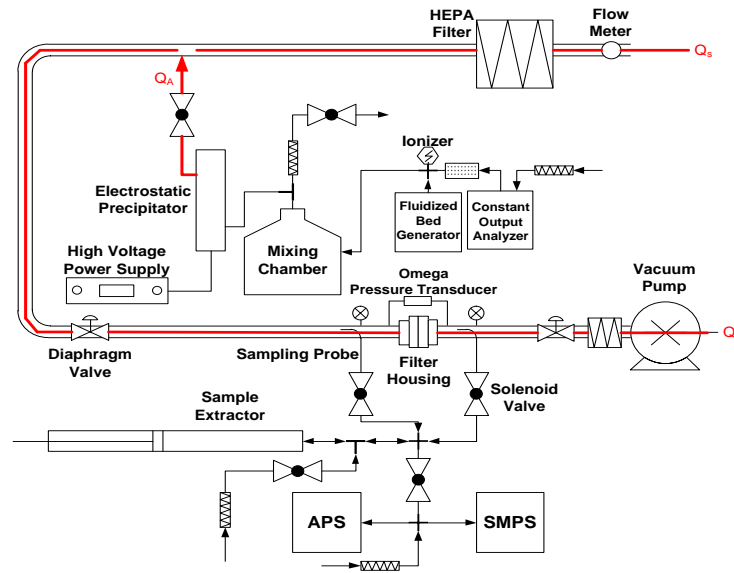 HEPA
Filter
Flow
Meter
Qs
QA
Ionizer
Electrostatic
Precipitator
Fluidized
Bed
Generator
Constant
Output
Analyzer
Mixing
Chamber
High Voltage
Power Supply
Omega
Pressure Transducer
Vacuum
Pump
Q
Diaphragm
Valve
Sampling Probe
Filter
Housing
Solenoid
Valve
Sample
Extractor
APS
SMPS